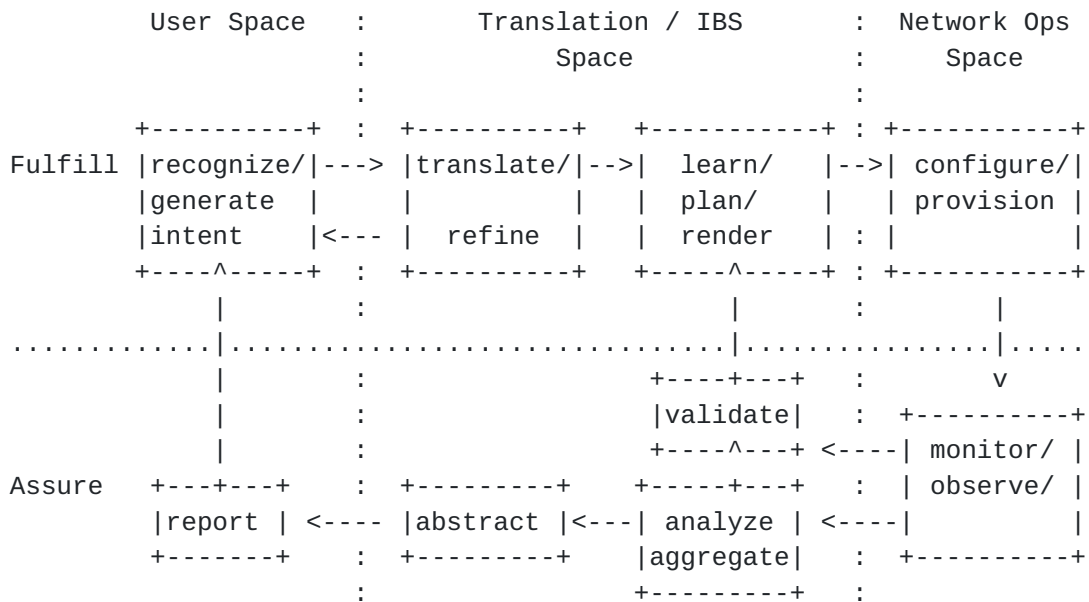 User Space   :       Translation / IBS       :  Network Ops
                      :            Space              :     Space
                      :                               :
          +----------+  :  +----------+   +-----------+ : +-----------+
Fulfill |recognize/|---> |translate/|-->|  learn/   |-->| configure/|
        |generate  |     |          |   |  plan/    |   | provision |
        |intent    |<--- |  refine  |   |  render   | : |           |
        +----^-----+  :  +----------+   +-----^-----+ : +-----------+
             |        :                       |       :       |
.............|................................|................|.....
             |        :                  +----+---+   :       v
             |        :                  |validate|   :  +----------+
             |        :                  +----^---+ <----| monitor/ |
Assure   +---+---+    :  +---------+    +-----+---+   :  | observe/ |
         |report | <---- |abstract |<---| analyze | <----|          |
         +-------+    :  +---------+    |aggregate|   :  +----------+
                      :                 +---------+   :